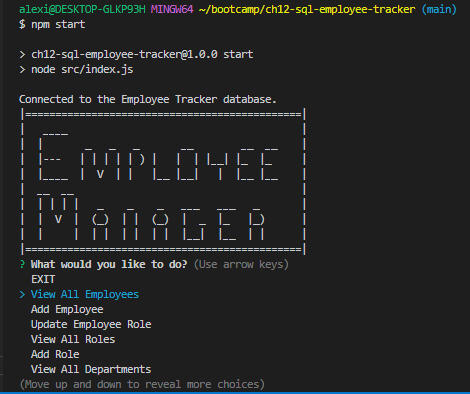 alexi@DESKTOP-GLKP93H MINGW64 ~/bootcamp/ch12-sql-employee-tracker (main)
$ npm start
> ch12-sql-employee-tracker@1.0.0 start
> node src/index.js
Connected to the Employee Tracker database.
EMPLOYEE
MANAGER
? What would you like to do? (Use arrow keys)
EXIT
> View All Employees
Add Employee
Update Employee Role
View All Roles
Add Role
View All Departments
(Move up and down to reveal more choices)